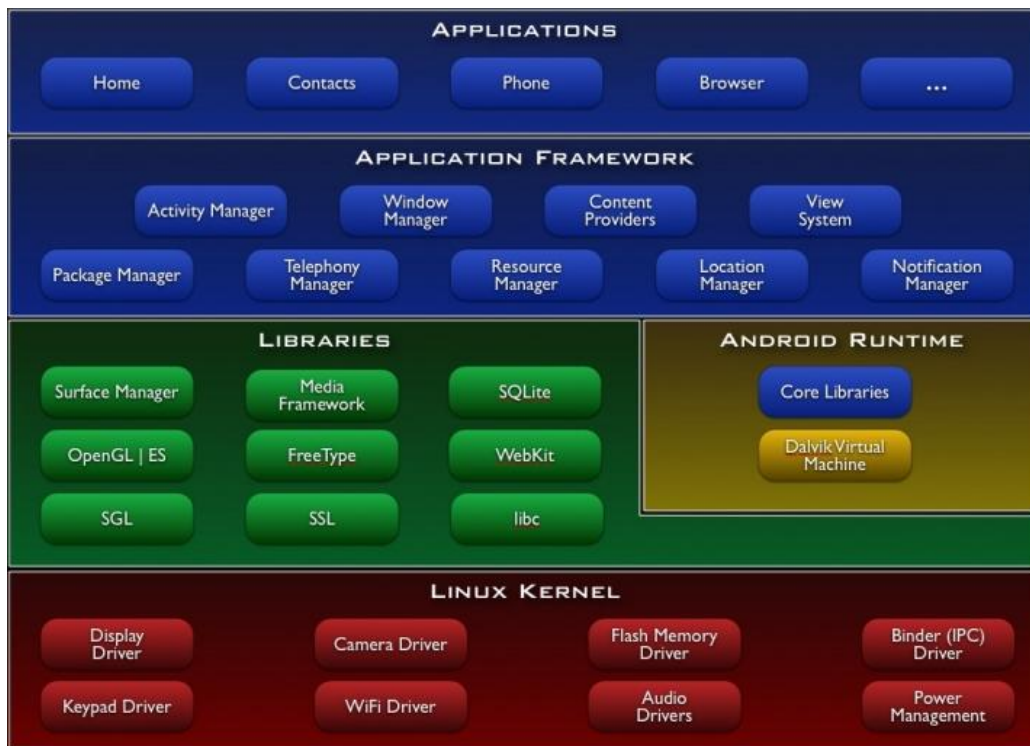 APPLICATIONS
Home
Contacts
Phone
Browser
...
APPLICATION FRAMEWORK
Activity Manager
Window
Manager
Content
Providers
View
System
Package Manager
Telephony
Manager
Resource
Manager
Location
Manager
Notification
Manager
LIBRARIES
Surface Manager
Media
Framework
SQLite
OpenGL | ES
FreeType
WebKit
SGL
SSL
libc
ANDROID RUNTIME
Core Libraries
Dalvik Virtual
Machine
LINUX KERNEL
Display
Driver
Camera Driver
Flash Memory
Driver
Binder (IPC)
Driver
Keypad Driver
WiFi Driver
Audio
Drivers
Power
Management